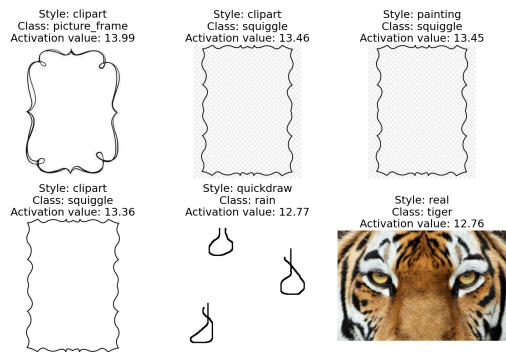 Style: clipart
Class: picture_frame
Activation value: 13.99
Style: clipart
Class: squiggle
Activation value: 13.46
Style: painting
Class: squiggle
Activation value: 13.45
Style: clipart
Class: squiggle
Activation value: 13.36
Style: quickdraw
Class: rain
Activation value: 12.77
Style: real
Class: tiger
Activation value: 12.76